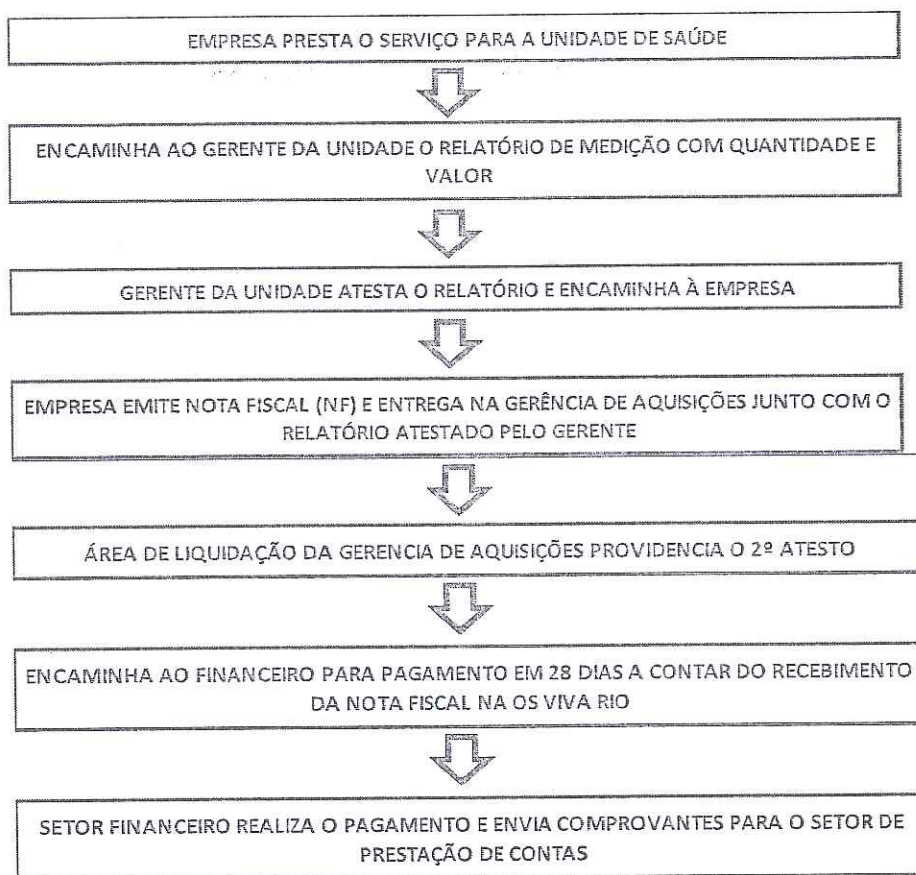 EMPRESA PRESTA O SERVIÇO PARA A UNIDADE DE SAÚDE
ENCAMINHA AO GERENTE DA UNIDADE O RELATÓRIO DE MEDIÇÃO COM QUANTIDADE E
VALOR
GERENTE DA UNIDADE ATESTA O RELATÓRIO E ENCAMINHA À EMPRESA
EMPRESA EMITE NOTA FISCAL (NF) E ENTREGA NA GERÊNCIA DE AQUISIÇÕES JUNTO COM O
RELATÓRIO ATESTADO PELO GERENTE
ÁREA DE LIQUIDAÇÃO DA GERENCIA DE AQUISIÇÕES PROVIDENCIA O 2º ATESTO
ENCAMINHA AO FINANCEIRO PARA PAGAMENTO EM 28 DIAS A CONTAR DO RECEBIMENTO
DA NOTA FISCAL NA OS VIVA RIO
SETOR FINANCEIRO REALIZA O PAGAMENTO E ENVIA COMPROVANTES PARA O SETOR DE
PRESTAÇÃO DE CONTAS